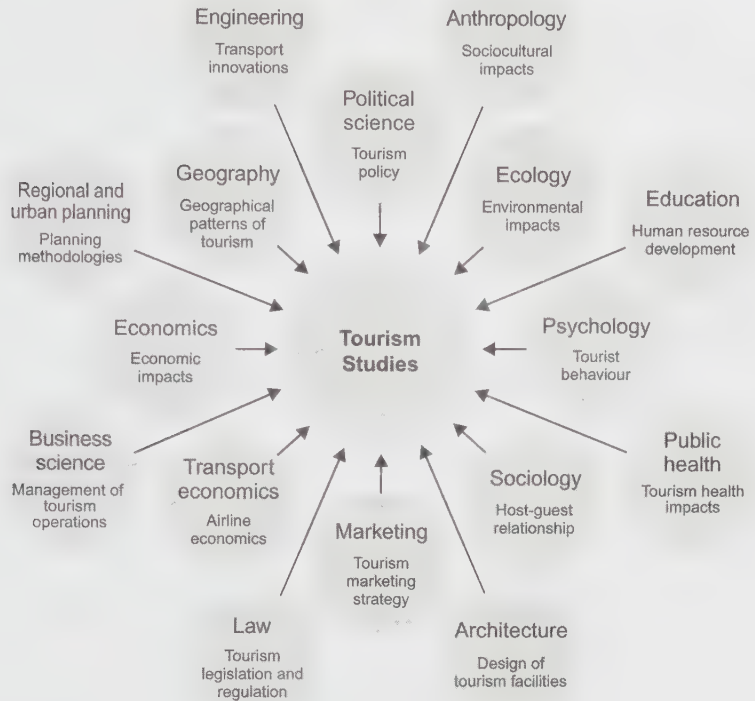 Engineering
Transport
innovations
Anthropology
Sociocultural
impacts
Political
science
Tourism
policy
Geography
Geographical
patterns of
tourism
Ecology
Environmental
impacts
Regional and
urban planning
Planning
methodologies
Education
Human resource
development
Economics
Economic
impacts
Tourism
Studies
Psychology
Tourist
behaviour
Business
science
Management of
tourism
operations
Transport
economics
Airline
economics
Marketing
Tourism
marketing
strategy
Sociology
Host-guest
relationship
Public
health
Tourism health
impacts
Law
Tourism
legislation and
regulation
Architecture
Design of
tourism facilities